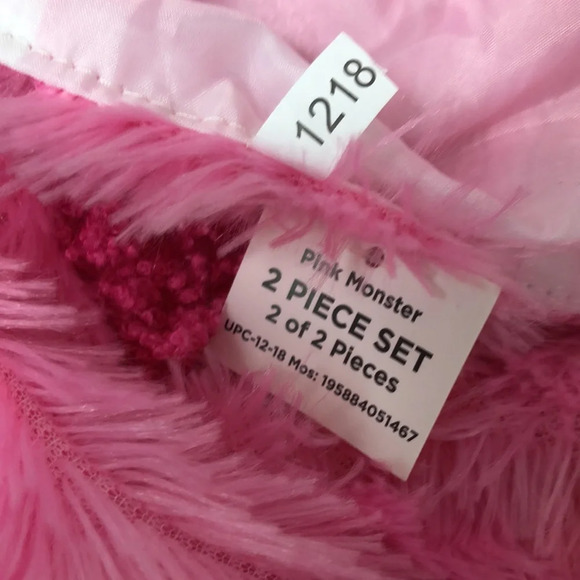 1218
Pink Monster
2 PIECE SET
2 of 2 Pieces
UPC-12-18 Mos: 195884051467